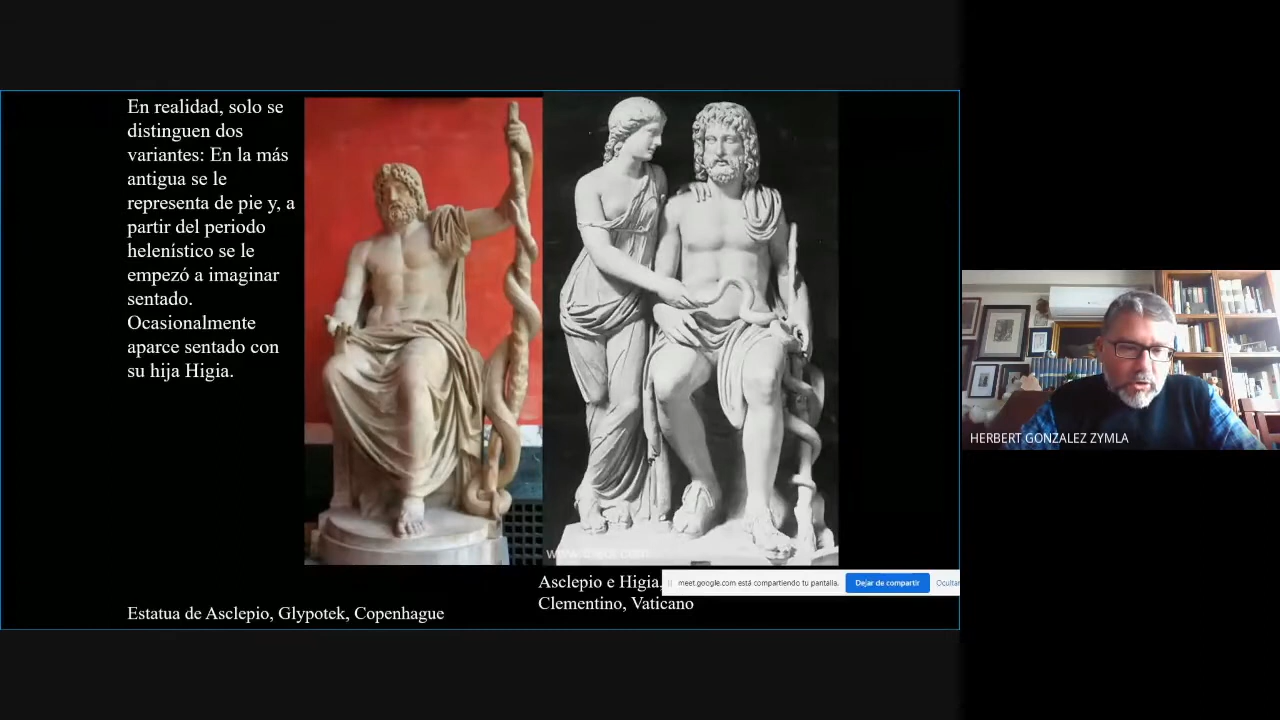 En realidad, solo se
distinguen dos
variantes: En la más
antigua se le
representa de pie y, a
partir del periodo
helenístico se le
empezó a imaginar
sentado.
Ocasionalmente
aparece sentado con
su hija Higia.
Estatua de Asclepio, Glypotek, Copenhague
Asclepio e Higia,
Clementino, Vaticano
meet.google.com está compartiendo tu pantalla.
Dejar de compartir
Ocultar
HERBERT GONZALEZ ZYMLA